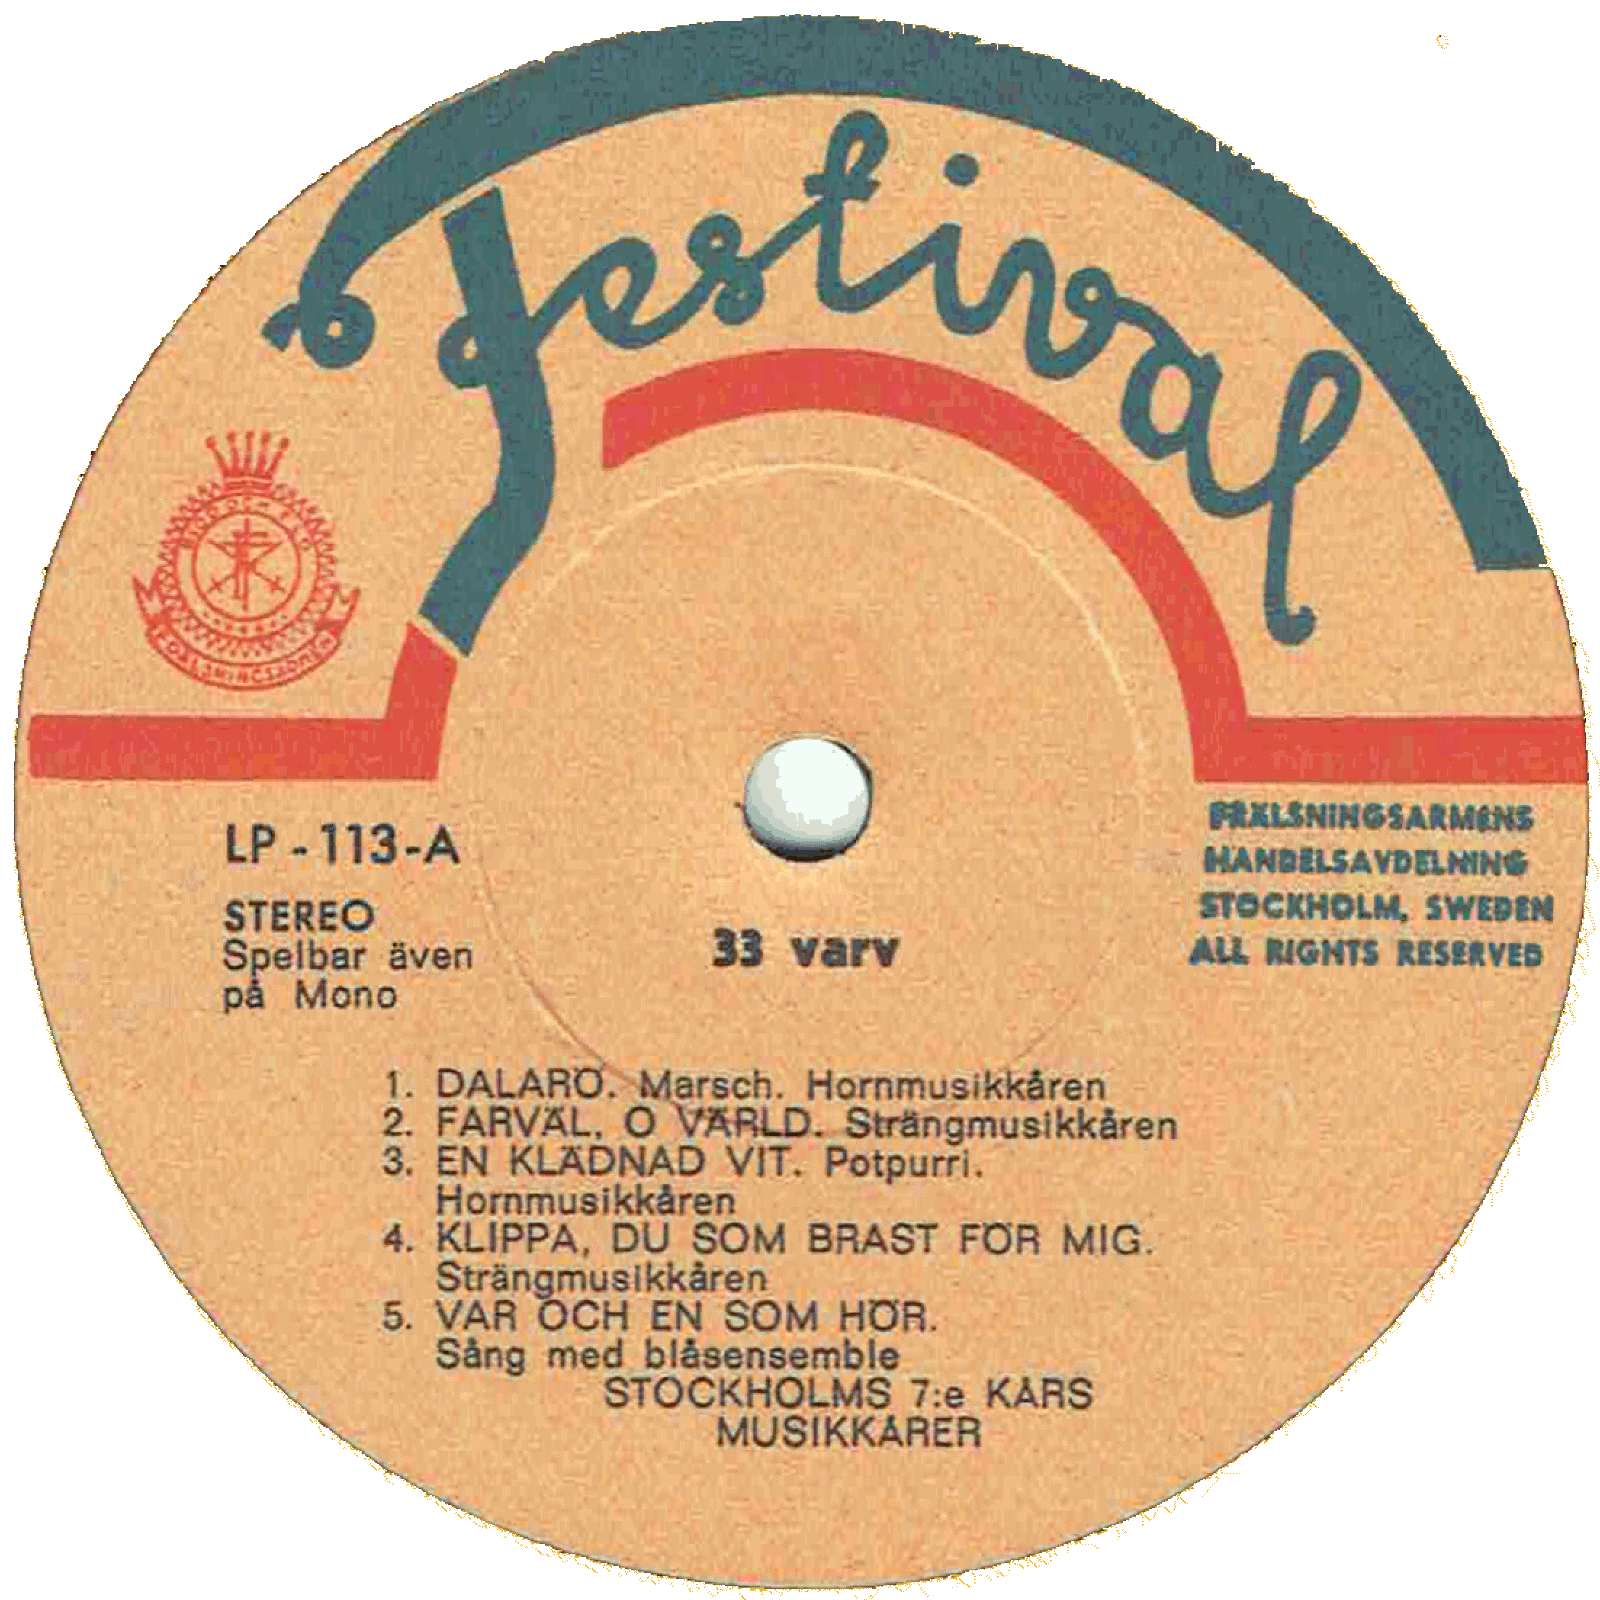 Festival
LP - 113 - A
STEREO
Spelbar även
på Mono
33 varv
FRÄLSNINGSARMENS
HANDELSAVDELNING
STOCKHOLM, SWEDEN
ALL RIGHTS RESERVED
1. DALARÖ. Marsch. Hornmusikkåren
2. FARVÄL, O VÄRLD. Strängmusikkåren
3. EN KLÄDNAD VIT. Potpurri.
Hornmusikkåren
4. KLIPPA, DU SOM BRAST FÖR MIG.
Strängmusikkåren
5. VAR OCH EN SOM HÖR.
Sång med blåsensemble
STOCKHOLMS 7:e KÅRS
MUSIKKÅRER